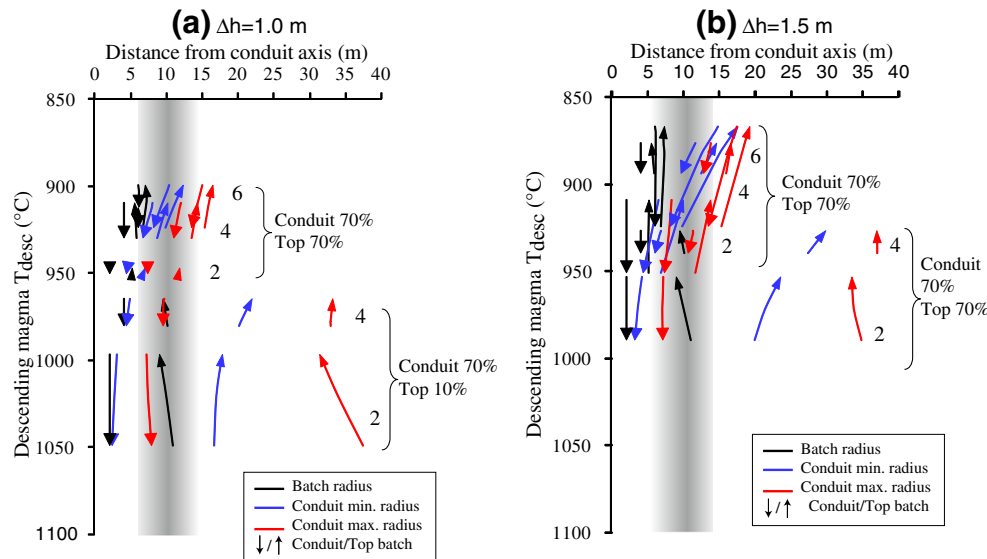 (a) Δh=1.0 m
Distance from conduit axis (m)
0 5 10 15 20 25 30 35 40
850
900
950
1000
1050
1100
Descending magma Tdesc (°C)
6
4
2
Conduit 70%
Top 70%
4
2
Conduit 70%
Top 10%
Batch radius
Conduit min. radius
Conduit max. radius
↓/↑ Conduit/Top batch
(b) Δh=1.5 m
Distance from conduit axis (m)
0 5 10 15 20 25 30 35 40
850
900
950
1000
1050
1100
Descending magma Tdesc (°C)
6
4
2
Conduit 70%
Top 70%
4
2
Conduit
70%
Top 70%
Batch radius
Conduit min. radius
Conduit max. radius
↓/↑ Conduit/Top batch